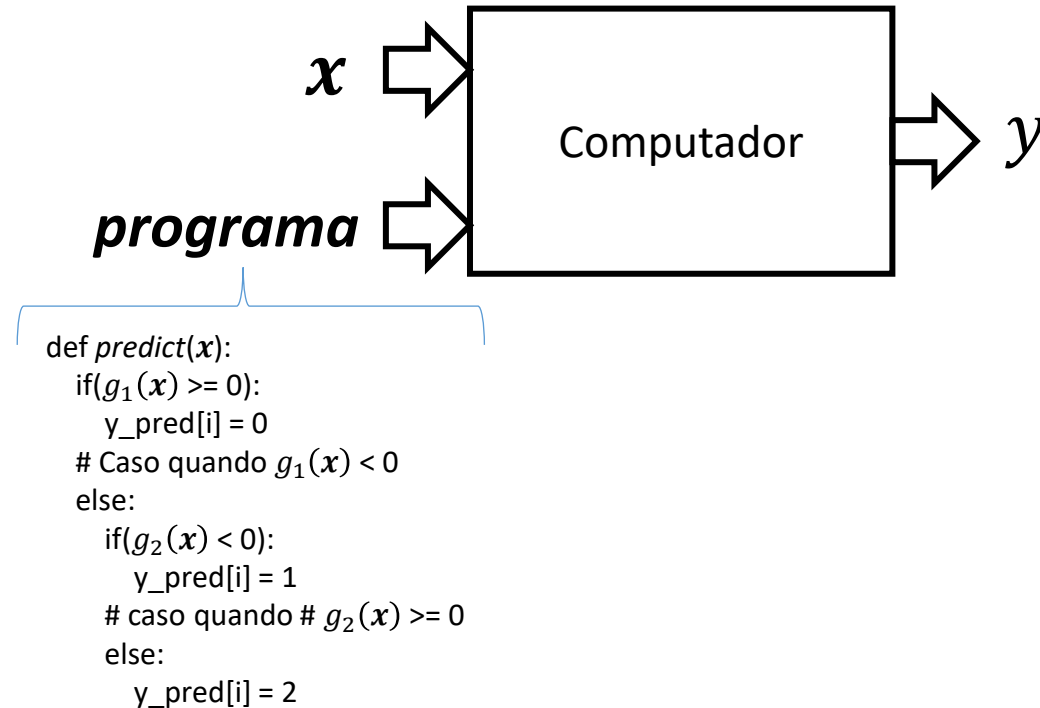 x
Computador
y
programa
def predict(x):
if(g₁(x) >= 0):
y_pred[i] = 0
# Caso quando g₁(x) < 0
else:
if(g₂(x) < 0):
y_pred[i] = 1
# caso quando # g₂(x) >= 0
else:
y_pred[i] = 2